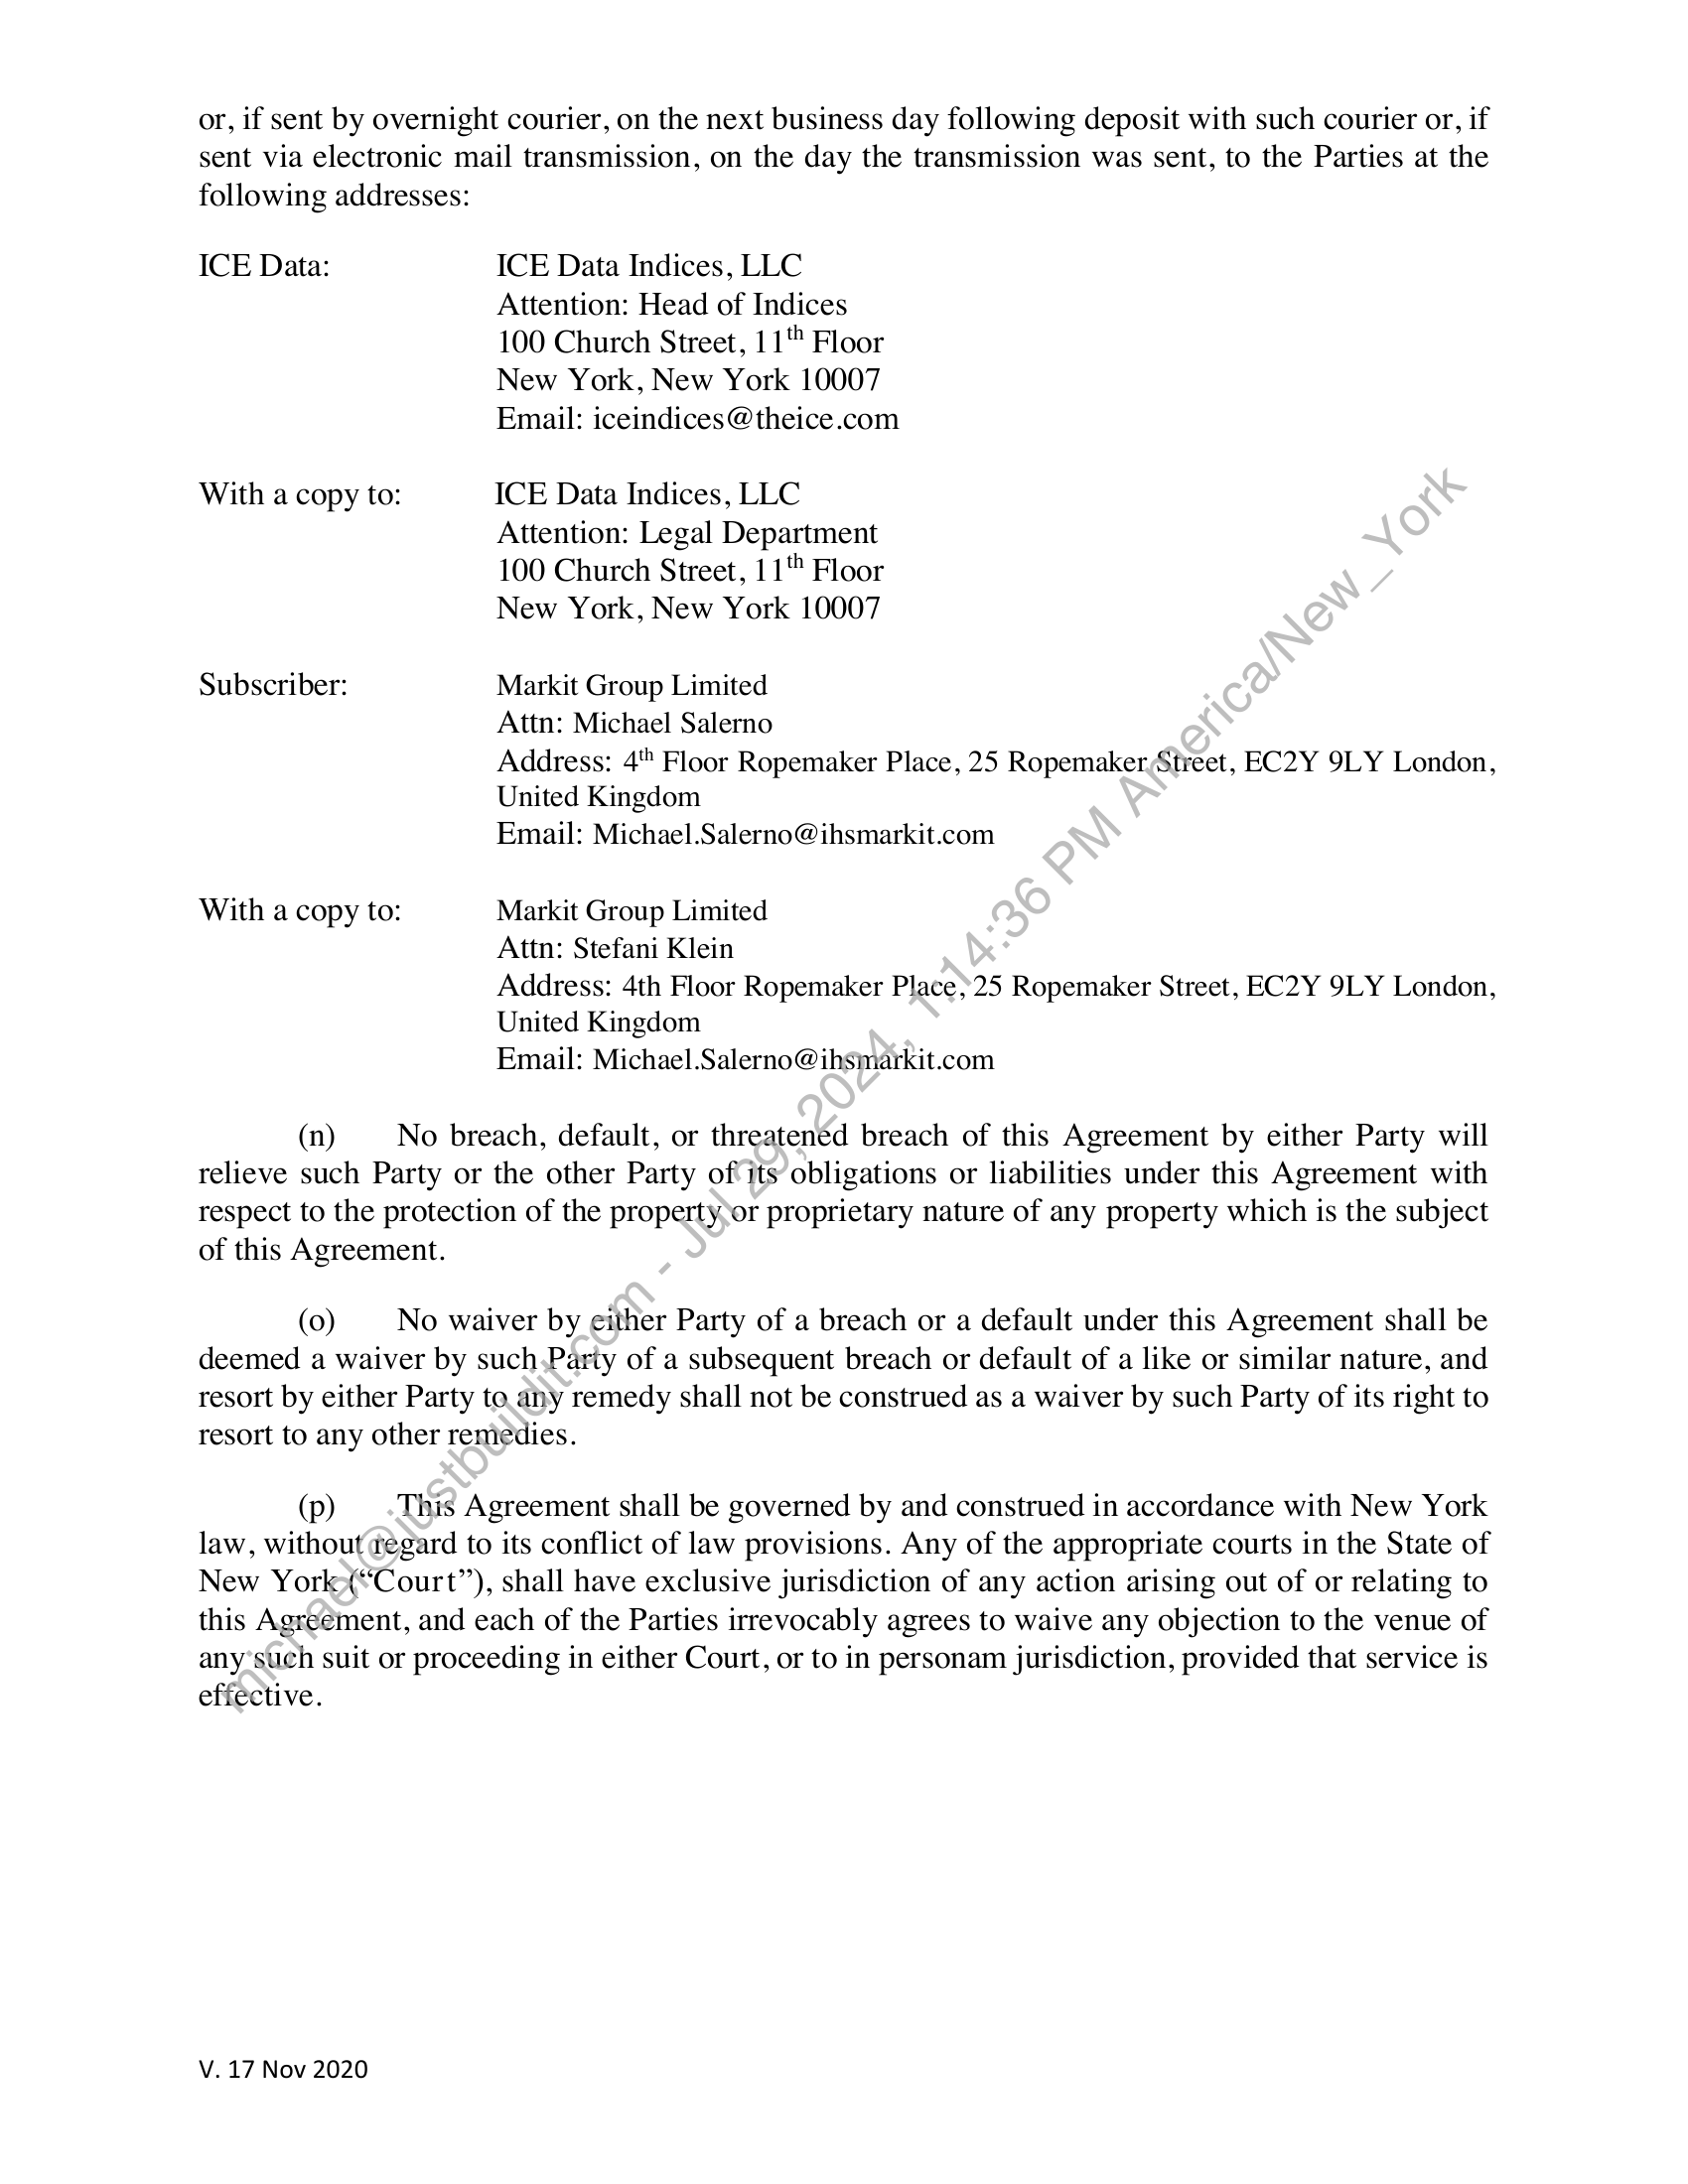 or, if sent by overnight courier, on the next business day following deposit with such courier or, if
sent via electronic mail transmission, on the day the transmission was sent, to the Parties at the
following addresses:
ICE Data: ICE Data Indices, LLC
Attention: Head of Indices
100 Church Street, 11th Floor
New York, New York 10007
Email: iceindices@theice.com
With a copy to: ICE Data Indices, LLC
Attention: Legal Department
100 Church Street, 11th Floor
New York, New York 10007
Subscriber: Markit Group Limited
Attn: Michael Salerno
Address: 4th Floor Ropemaker Place, 25 Ropemaker Street, EC2Y 9LY London,
United Kingdom
Email: Michael.Salerno@ihsmarkit.com
With a copy to: Markit Group Limited
Attn: Stefani Klein
Address: 4th Floor Ropemaker Place, 25 Ropemaker Street, EC2Y 9LY London,
United Kingdom
Email: Michael.Salerno@ihsmarkit.com
(n) No breach, default, or threatened breach of this Agreement by either Party will
relieve such Party or the other Party of its obligations or liabilities under this Agreement with
respect to the protection of the property or proprietary nature of any property which is the subject
of this Agreement.
(o) No waiver by either Party of a breach or a default under this Agreement shall be
deemed a waiver by such Party of a subsequent breach or default of a like or similar nature, and
resort by either Party to any remedy shall not be construed as a waiver by such Party of its right to
resort to any other remedies.
(p) This Agreement shall be governed by and construed in accordance with New York
law, without regard to its conflict of law provisions. Any of the appropriate courts in the State of
New York (“Court”), shall have exclusive jurisdiction of any action arising out of or relating to
this Agreement, and each of the Parties irrevocably agrees to waive any objection to the venue of
any such suit or proceeding in either Court, or to in personam jurisdiction, provided that service is
effective.
V. 17 Nov 2020
michael@justbuildit.com - Jul 29, 2024, 1:14:36 PM America/New_York